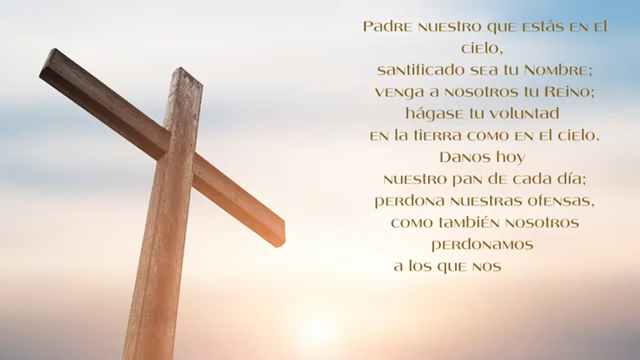 Padre nuestro que estás en el
cielo,
santificado sea tu Nombre;
venga a nosotros tu Reino;
hágase tu voluntad
en la tierra como en el cielo.
Danos hoy
nuestro pan de cada día;
perdona nuestras ofensas,
como también nosotros
perdonamos
a los que nos